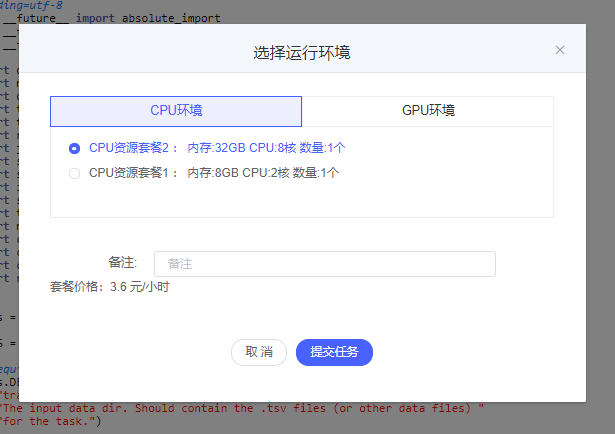 ding=utf-8
__future__ import absolute_import
选择运行环境
CPU环境 GPU环境
CPU资源套餐2 : 内存:32GB CPU:8核 数量:1个
CPU资源套餐1 : 内存:8GB CPU:2核 数量:1个
备注: 备注
套餐价格: 3.6 元/小时
取 消 提交任务
"The input data dir. Should contain the .tsv files (or other data files) "
"for the task.")